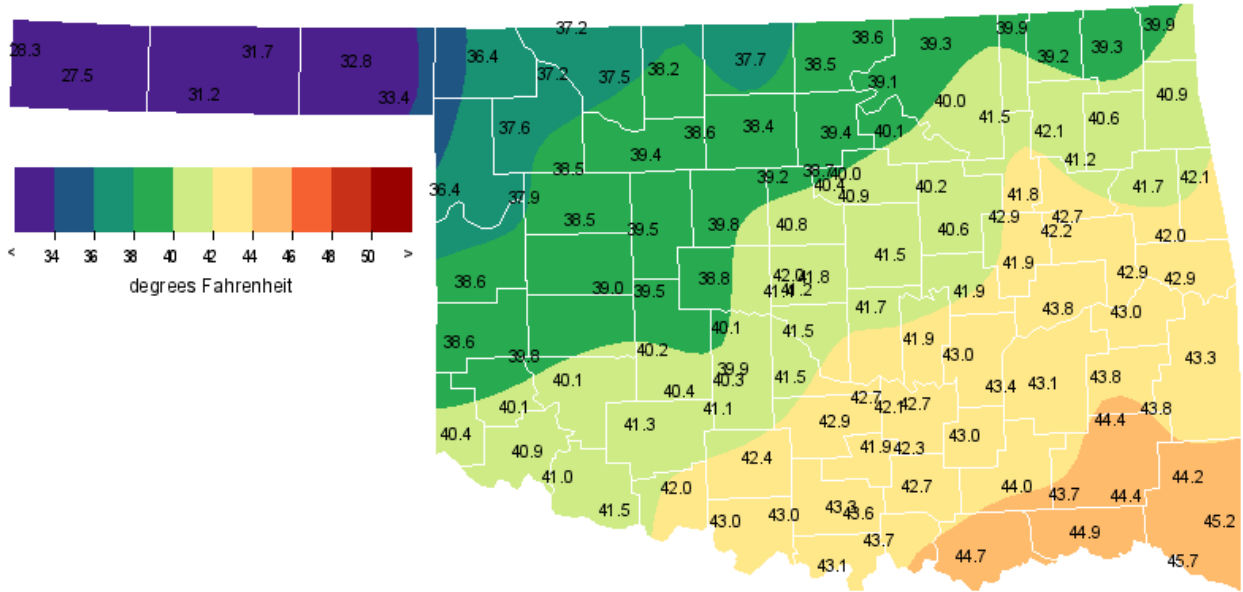 37.2
28.3 31.7 32.8 36.4 38.6 39.3 39.9 39.2 39.3 39.9
27.5 31.2 33.4 37.2 37.5 38.2 37.7 38.5 39.1
37.6 38.6 38.4 39.4 40.1 40.0 41.5 42.1 40.6 40.9
38.5 39.4 39.2 38.7 40.0 41.2
36.4 37.9 40.4 40.9 40.2 41.8 41.7 42.1
38.5 39.5 39.8 40.8 40.6 42.9 42.7 42.2 42.0
< 34 36 38 40 42 44 46 48 50 >
degrees Fahrenheit
38.6 39.0 39.5 38.8 42.0 41.8 41.4 41.2 41.5 41.9 41.9 42.9 42.9
38.6 39.8 40.2 40.1 41.5 41.7 41.9 43.0 43.8 43.0 43.3
40.1 40.4 39.9 40.3 41.5 43.4 43.1 43.8
40.4 40.1 41.3 41.1 42.9 42.7 42.1 42.7 43.0 44.4 43.8
40.9 41.0 42.4 41.9 42.3
41.5 42.0 43.0 43.0 43.3 43.6 42.7 44.0 43.7 44.4 44.2
43.1 43.7 44.7 44.9 45.7 45.2